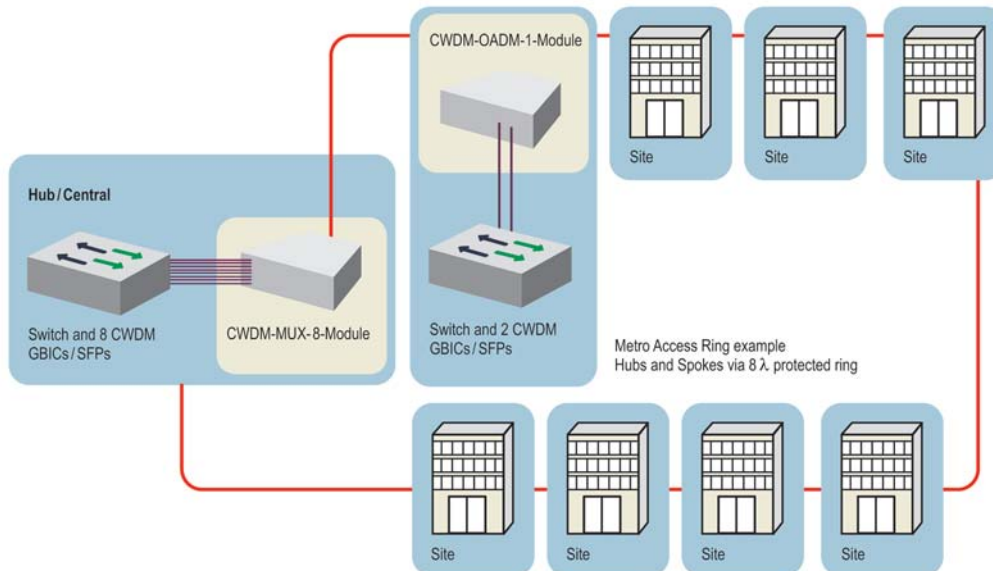 CWDM-OADM-1-Module
Site
Site
Site
Hub/Central
Switch and 8 CWDM
GBICs/SFPs
CWDM-MUX-8-Module
Switch and 2 CWDM
GBICs/SFPs
Metro Access Ring example
Hubs and Spokes via 8 λ protected ring
Site
Site
Site
Site